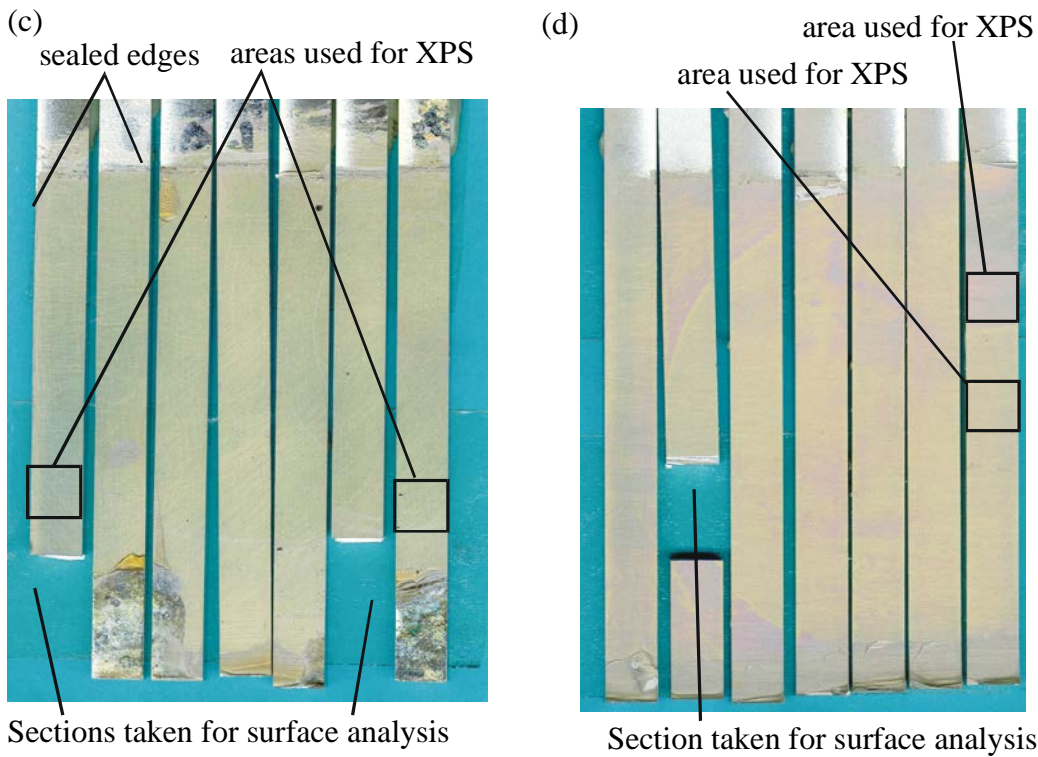 (c)
sealed edges
areas used for XPS
Sections taken for surface analysis
(d)
area used for XPS
area used for XPS
Section taken for surface analysis